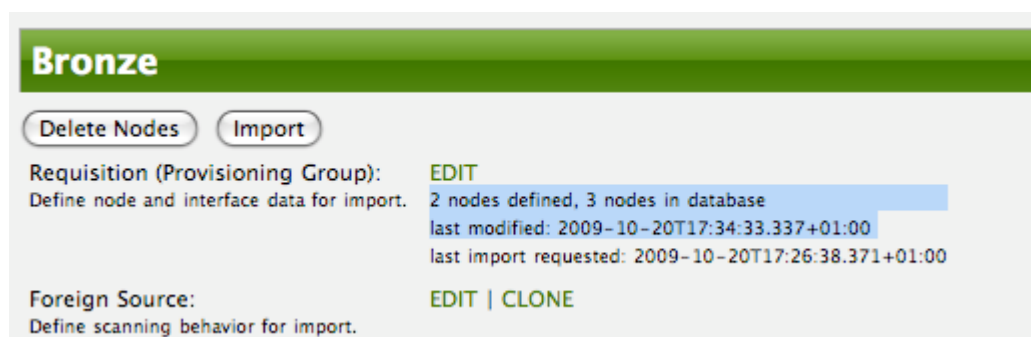 Bronze
Delete Nodes Import
Requisition (Provisioning Group): EDIT
Define node and interface data for import. 2 nodes defined, 3 nodes in database
last modified: 2009-10-20T17:34:33.337+01:00
last import requested: 2009-10-20T17:26:38.371+01:00
Foreign Source: EDIT | CLONE
Define scanning behavior for import.